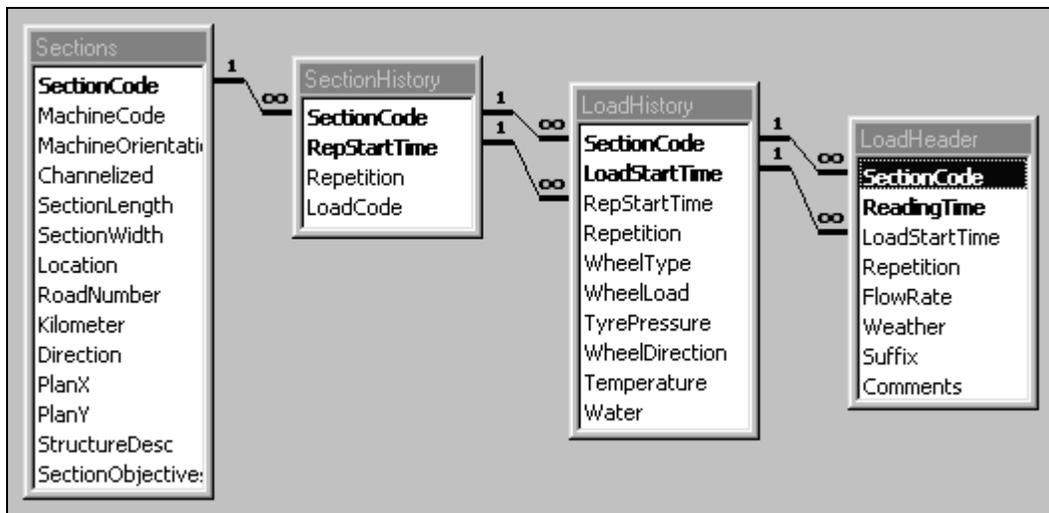 Sections
SectionCode
MachineCode
MachineOrientati
Channelized
SectionLength
SectionWidth
Location
RoadNumber
Kilometer
Direction
PlanX
PlanY
StructureDesc
SectionObjective
1
∞
SectionHistory
SectionCode
RepStartTime
Repetition
LoadCode
1
1
∞
∞
LoadHistory
SectionCode
LoadStartTime
RepStartTime
Repetition
WheelType
WheelLoad
TyrePressure
WheelDirection
Temperature
Water
1
1
∞
∞
LoadHeader
SectionCode
ReadingTime
LoadStartTime
Repetition
FlowRate
Weather
Suffix
Comments